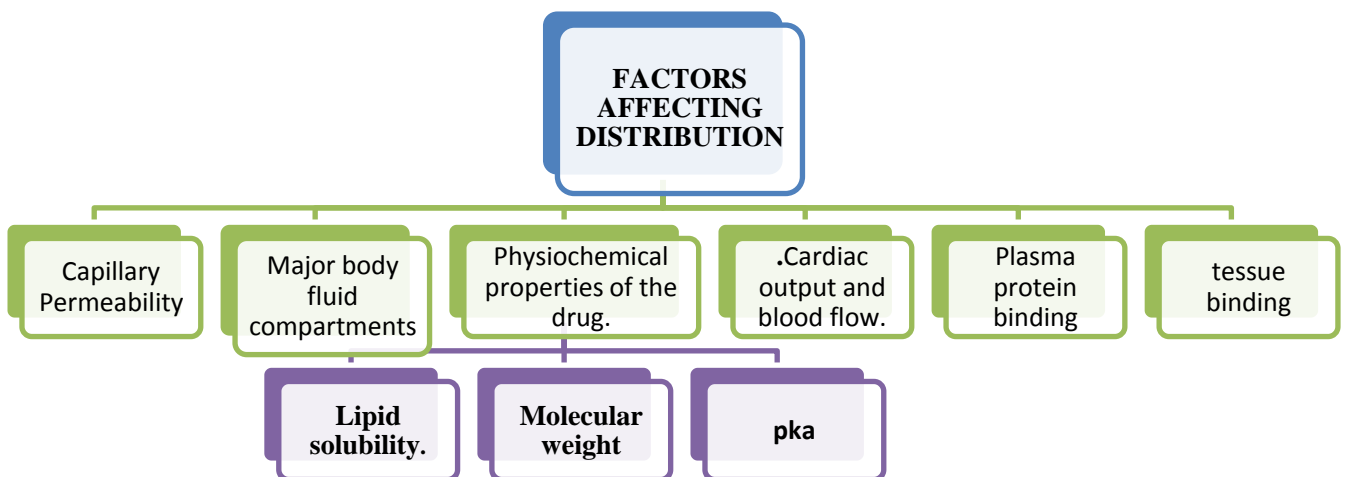 FACTORS
AFFECTING
DISTRIBUTION
Capillary
Permeability
Major body
fluid
compartments
Physiochemical
properties of the
drug.
.Cardiac
output and
blood flow.
Plasma
protein
binding
tessue
binding
Lipid
solubility.
Molecular
weight
pka